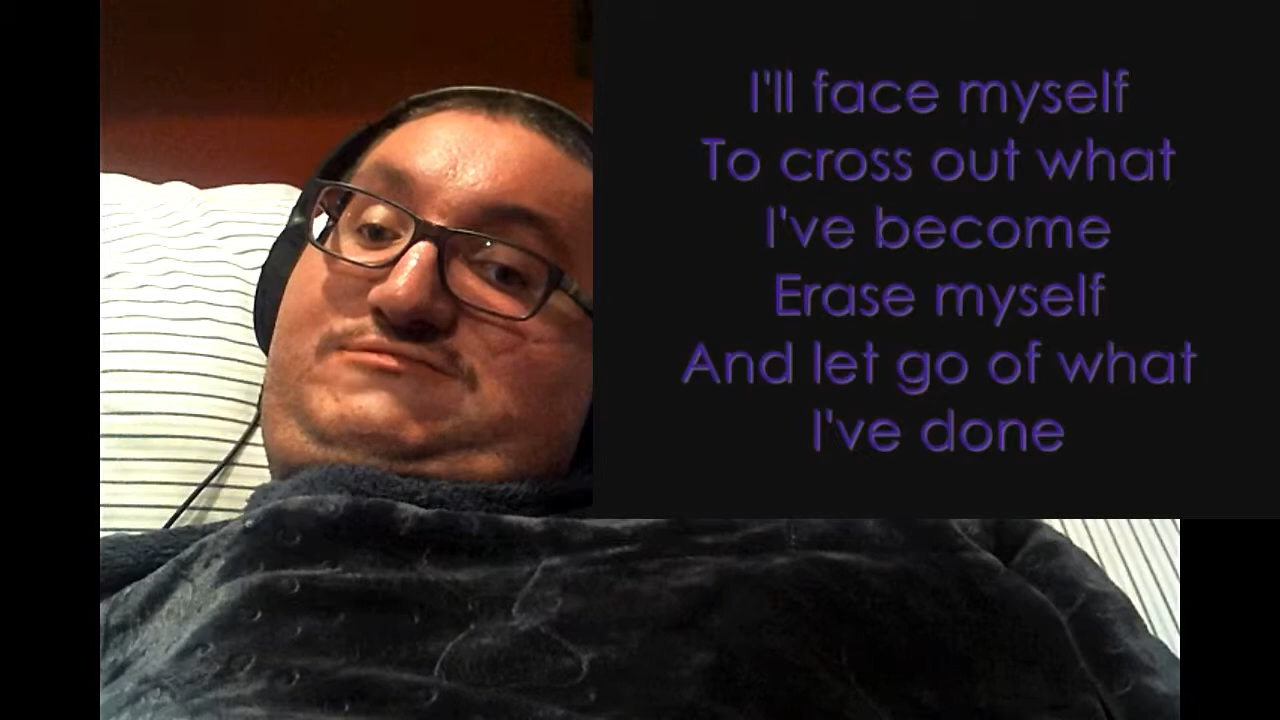 I'll face myself
To cross out what
I've become
Erase myself
And let go of what
I've done